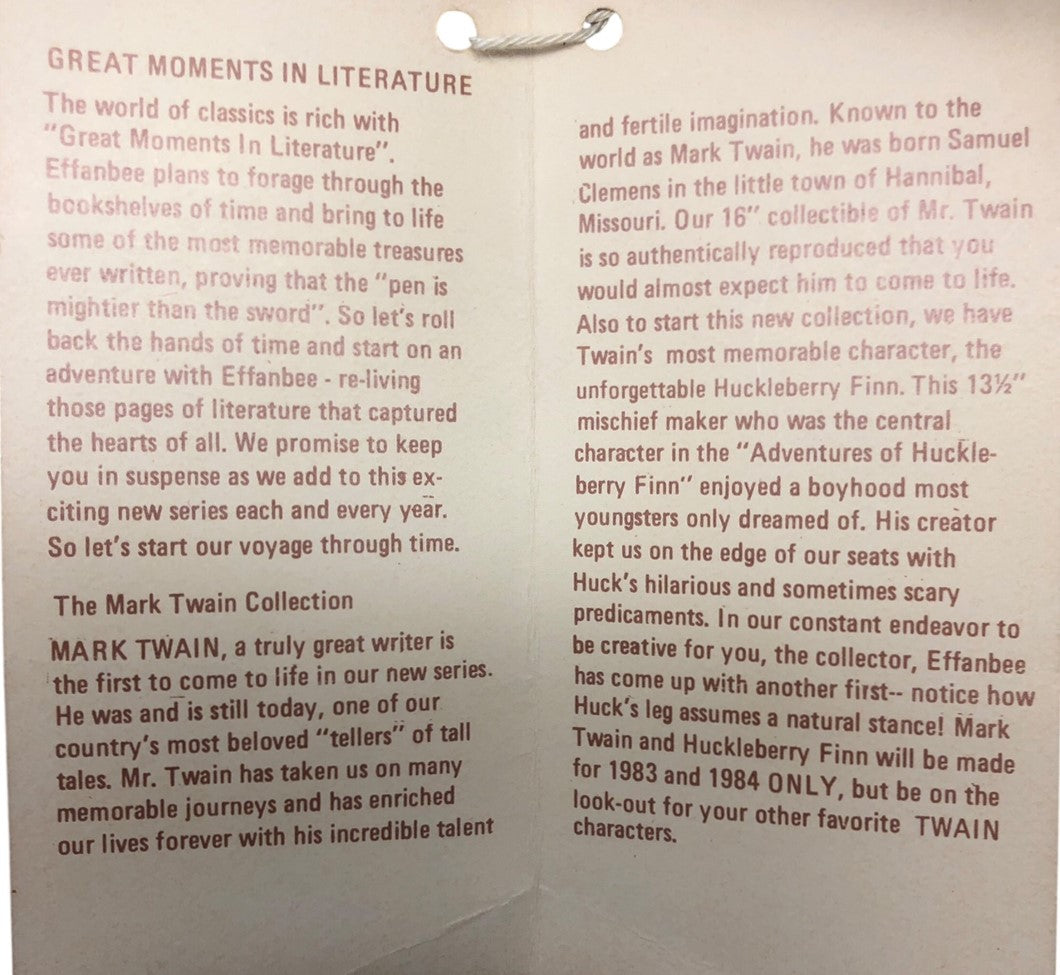 GREAT MOMENTS IN LITERATURE
The world of classics is rich with
"Great Moments In Literature".
Effanbee plans to forage through the
bookshelves of time and bring to life
some of the most memorable treasures
ever written, proving that the "pen is
mightier than the sword". So let's roll
back the hands of time and start on an
adventure with Effanbee - re-living
those pages of literature that captured
the hearts of all. We promise to keep
you in suspense as we add to this ex-
citing new series each and every year.
So let's start our voyage through time.
The Mark Twain Collection
MARK TWAIN, a truly great writer is
the first to come to life in our new series.
He was and is still today, one of our
country's most beloved "tellers" of tall
tales. Mr. Twain has taken us on many
memorable journeys and has enriched
our lives forever with his incredible talent
and fertile imagination. Known to the
world as Mark Twain, he was born Samuel
Clemens in the little town of Hannibal,
Missouri. Our 16" collectible of Mr. Twain
is so authentically reproduced that you
would almost expect him to come to life.
Also to start this new collection, we have
Twain's most memorable character, the
unforgettable Huckleberry Finn. This 13½"
mischief maker who was the central
character in the "Adventures of Huckle-
berry Finn" enjoyed a boyhood most
youngsters only dreamed of. His creator
kept us on the edge of our seats with
Huck's hilarious and sometimes scary
predicaments. In our constant endeavor to
be creative for you, the collector, Effanbee
has come up with another first-- notice how
Huck's leg assumes a natural stance! Mark
Twain and Huckleberry Finn will be made
for 1983 and 1984 ONLY, but be on the
look-out for your other favorite TWAIN
characters.